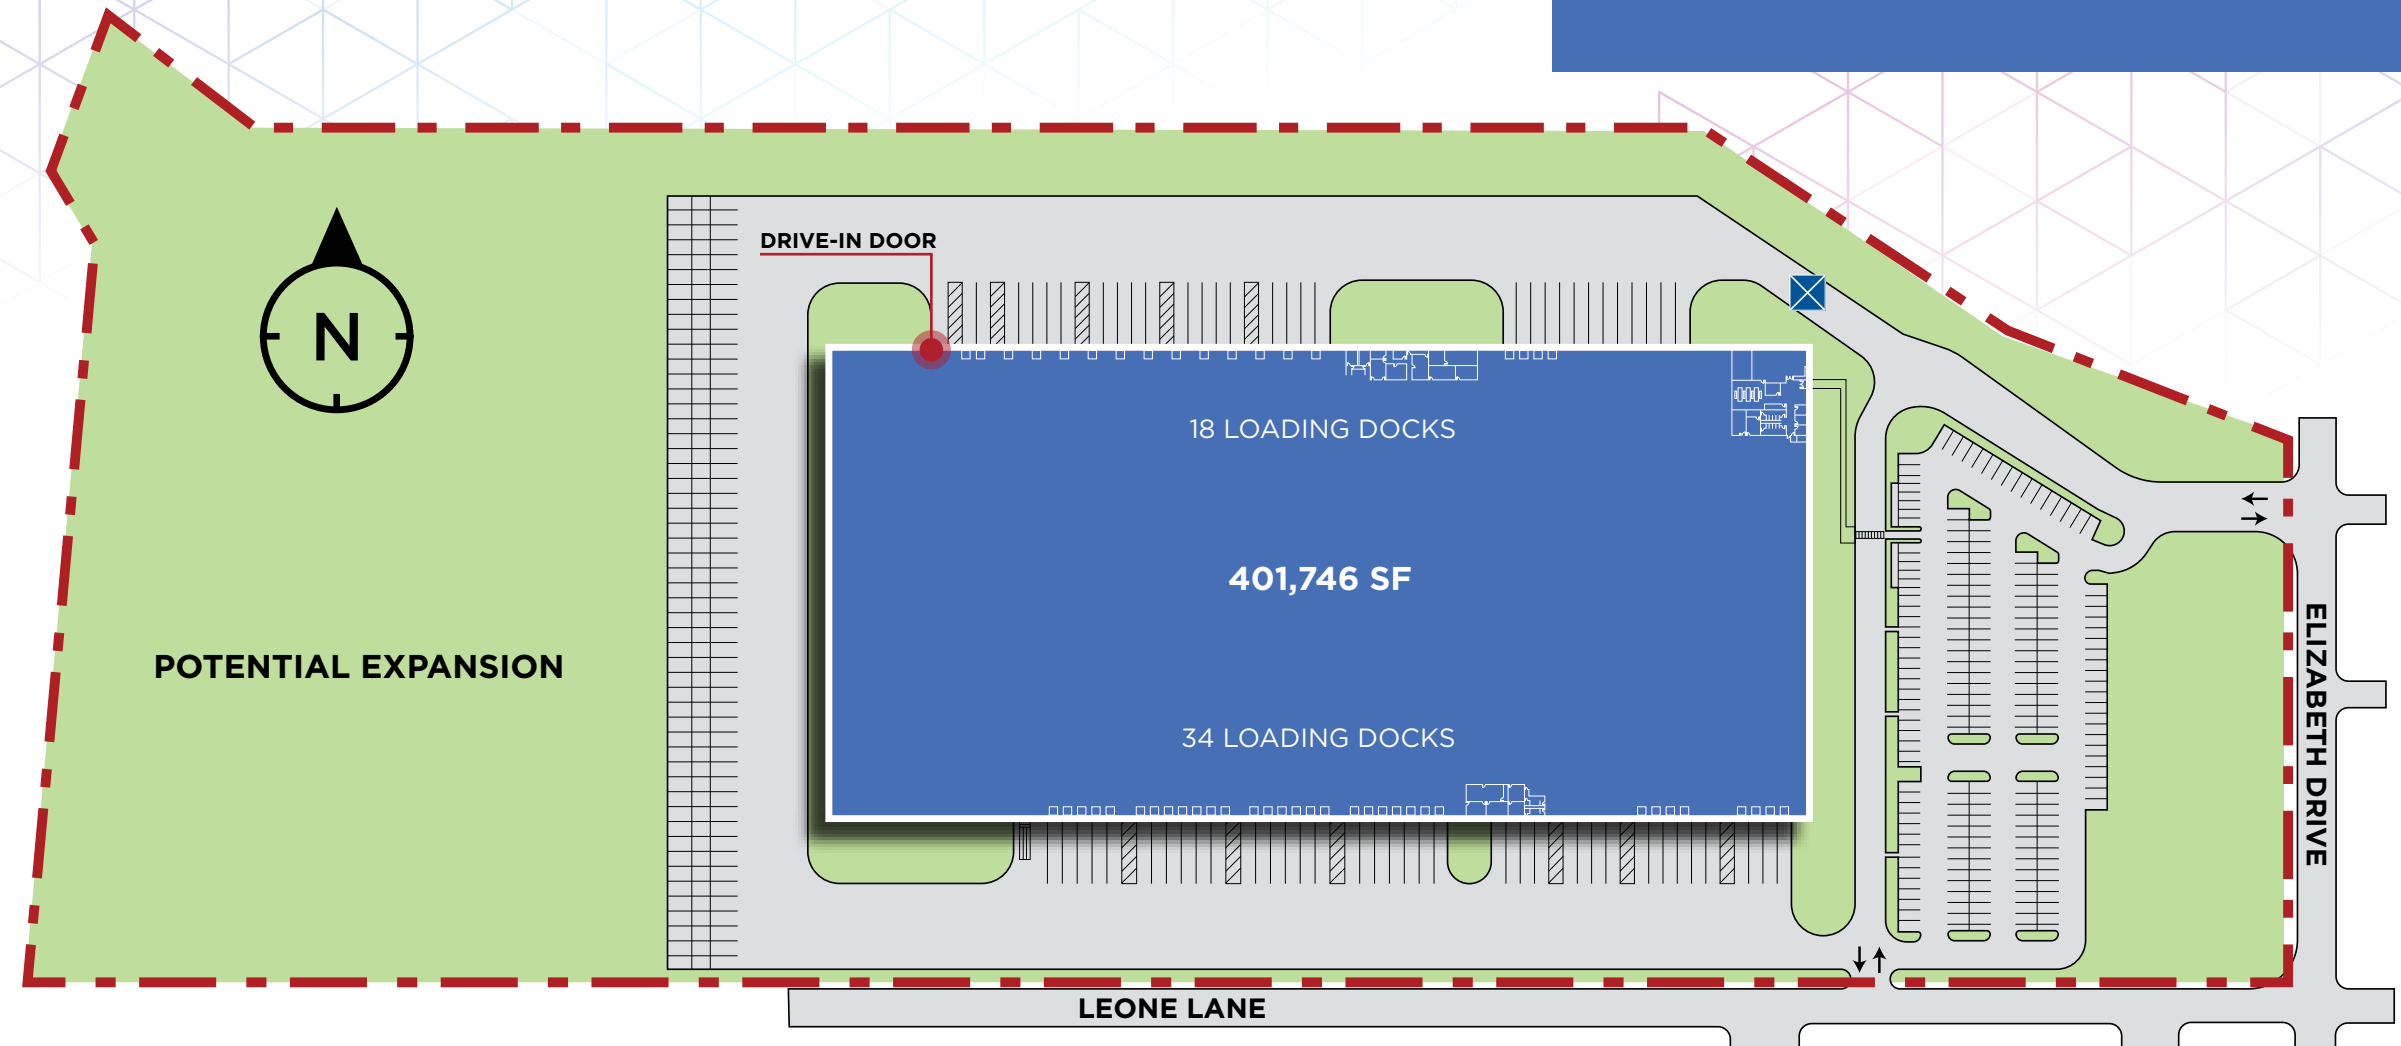 DRIVE-IN DOOR
N
18 LOADING DOCKS
401,746 SF
POTENTIAL EXPANSION
34 LOADING DOCKS
ELIZABETH DRIVE
LEONE LANE